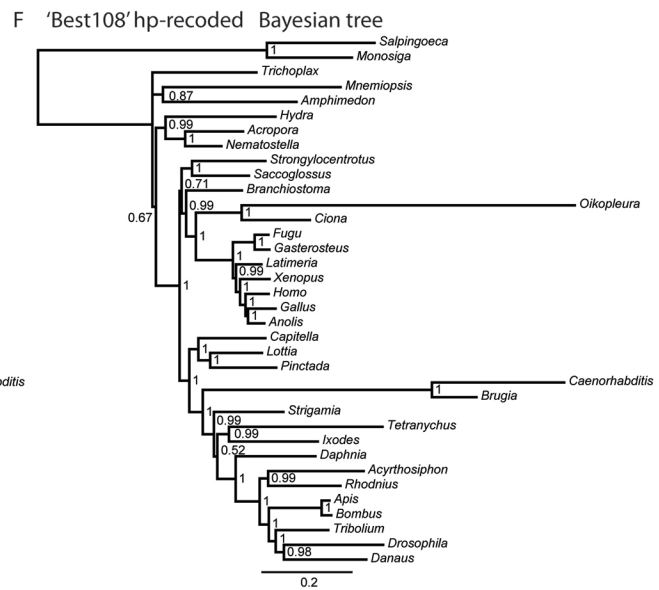 F 'Best108' hp-recoded Bayesian tree
Salpingoeca
1
Monosiga
Trichoplax
Mnemiopsis
0.87
Amphimedon
Hydra
0.99
Acropora
1
Nematostella
Strongylocentrotus
1
Saccoglossus
0.71
Branchiostoma
0.99
Oikopleura
1
0.67
Ciona
1
Fugu
1
Gasterosteus
1
Latimeria
0.99
Xenopus
1
1
Homo
1
Gallus
1
Anolis
Capitella
1
Lottia
1
Pinctada
1
Caenorhabditis
bditis
1
Brugia
1
Strigamia
0.99
Tetranychus
0.99
Ixodes
0.52
Daphnia
Acyrthosiphon
1
0.99
Rhodnius
1
Apis
1
Bombus
1
Tribolium
1
Drosophila
0.98
Danaus
0.2